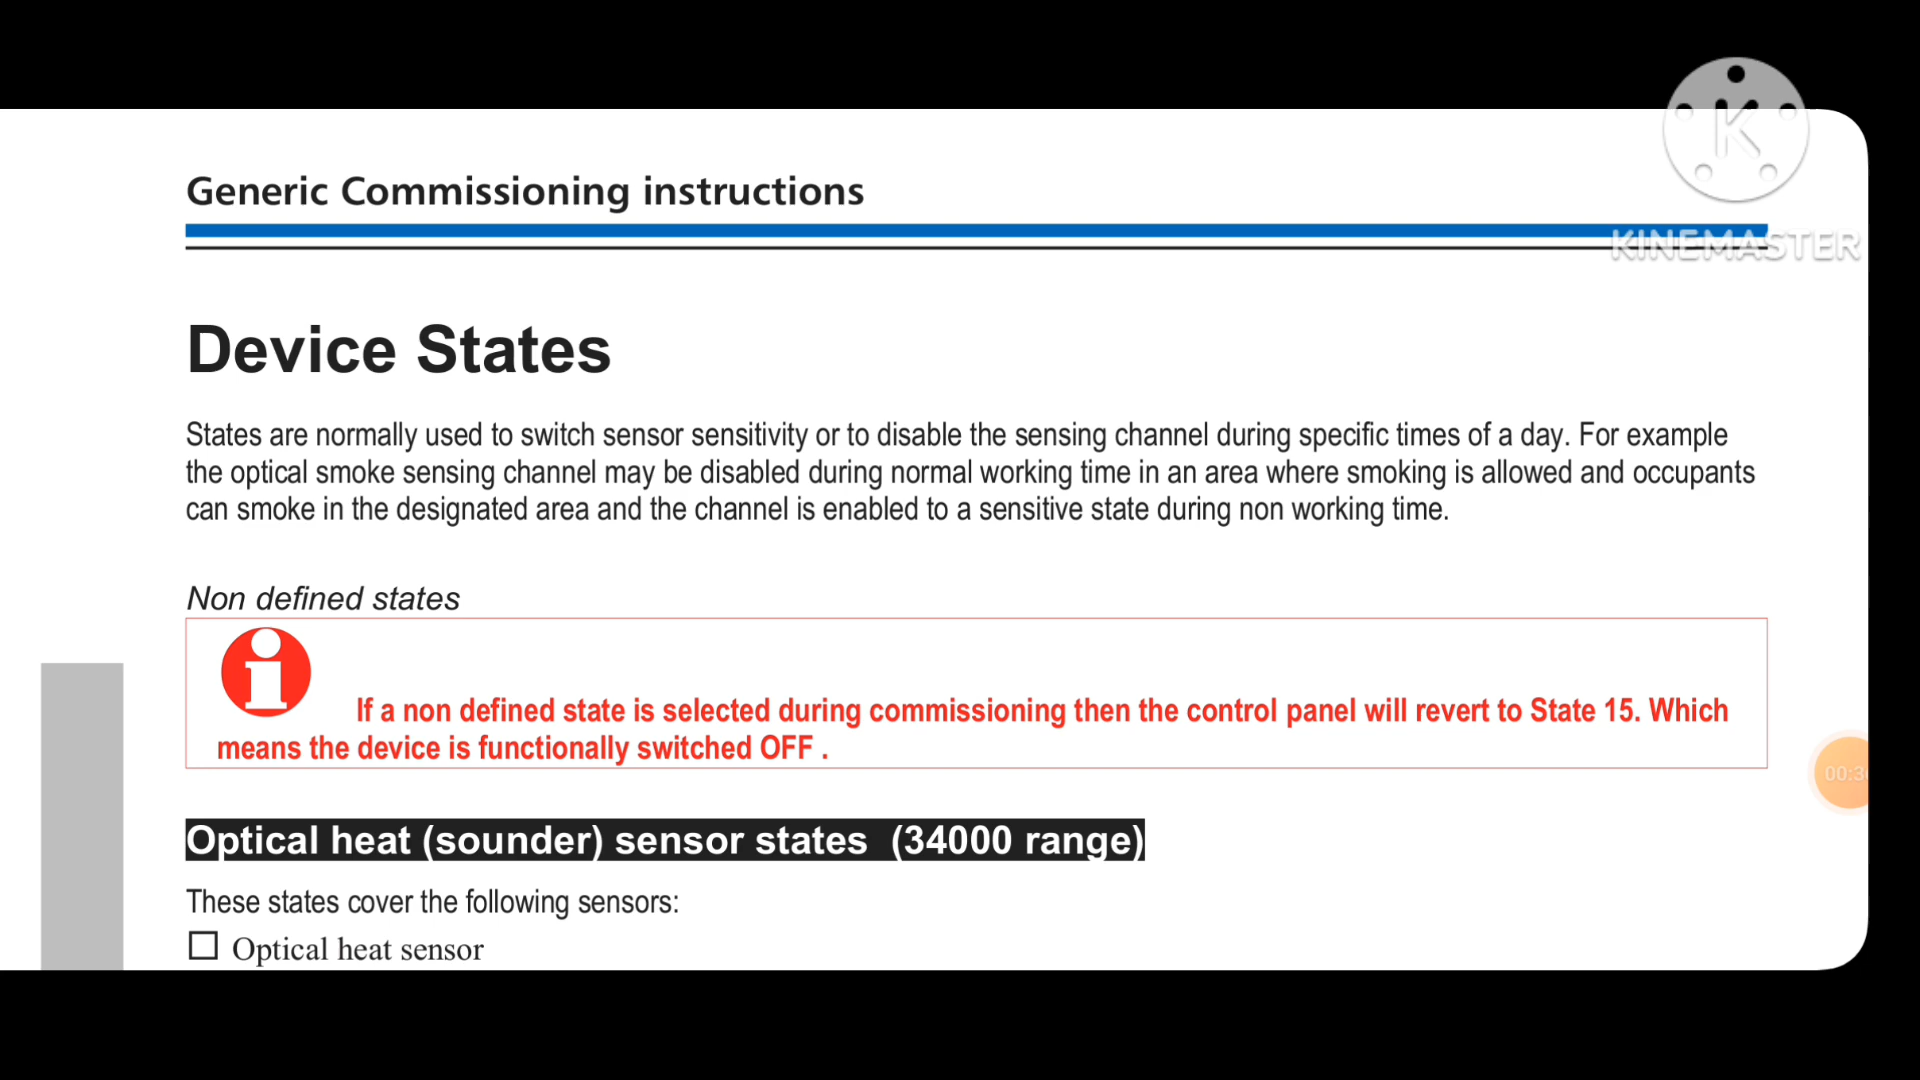 K
KINEMASTER
Generic Commissioning instructions
Device States
States are normally used to switch sensor sensitivity or to disable the sensing channel during specific times of a day. For example
the optical smoke sensing channel may be disabled during normal working time in an area where smoking is allowed and occupants
can smoke in the designated area and the channel is enabled to a sensitive state during non working time.
Non defined states
If a non defined state is selected during commissioning then the control panel will revert to State 15. Which
means the device is functionally switched OFF .
Optical heat (sounder) sensor states (34000 range)
These states cover the following sensors:
Optical heat sensor